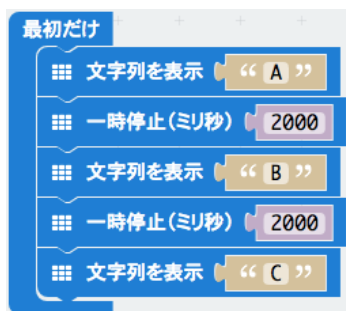 最初だけ
文字列を表示 “ A ”
一時停止(ミリ秒) 2000
文字列を表示 “ B ”
一時停止(ミリ秒) 2000
文字列を表示 “ C ”